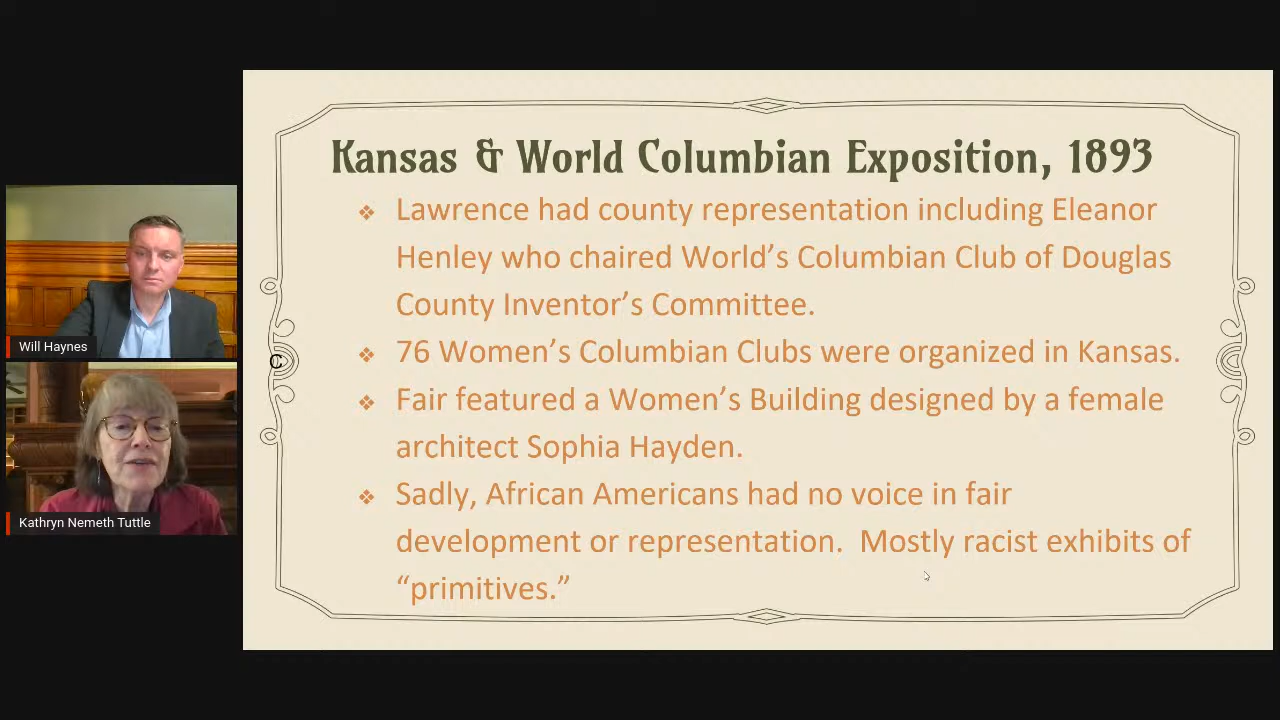 Kansas & World Columbian Exposition, 1893
❖ Lawrence had county representation including Eleanor
Henley who chaired World's Columbian Club of Douglas
County Inventor's Committee.
❖ 76 Women's Columbian Clubs were organized in Kansas.
❖ Fair featured a Women's Building designed by a female
architect Sophia Hayden.
❖ Sadly, African Americans had no voice in fair
development or representation.  Mostly racist exhibits of
“primitives.”
C
Will Haynes
Kathryn Nemeth Tuttle